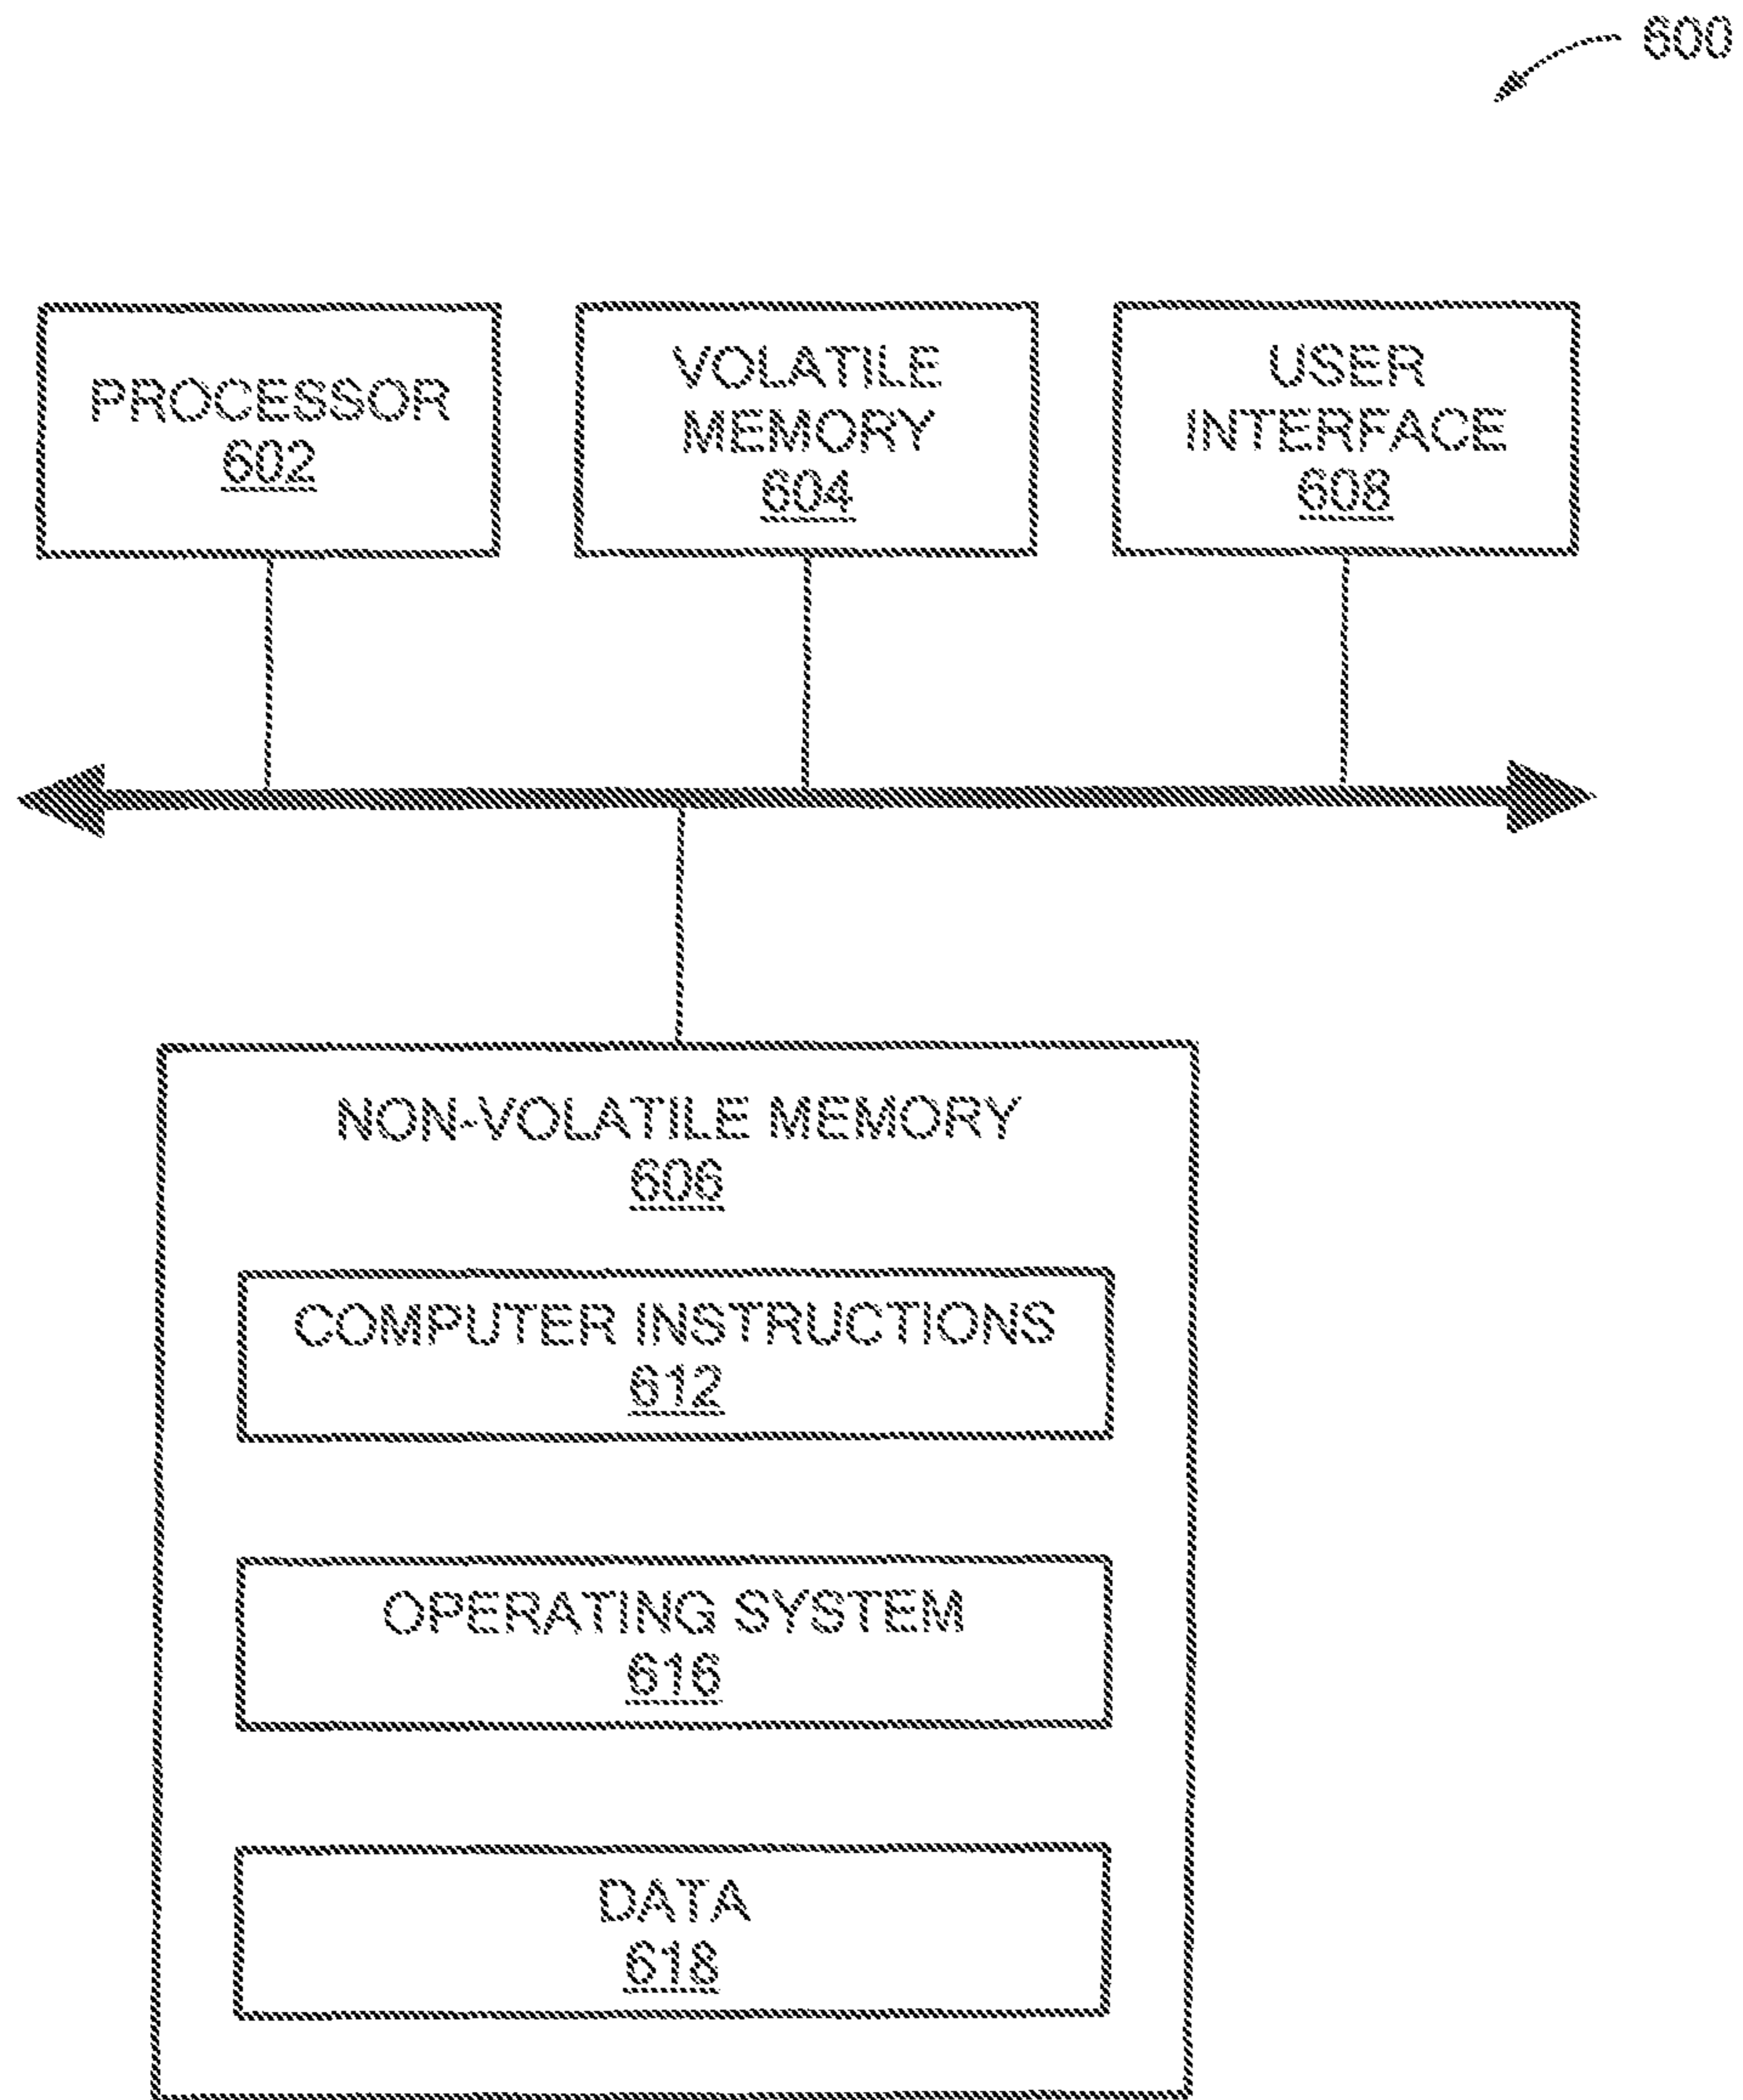 600
PROCESSOR
602
VOLATILE
MEMORY
604
USER
INTERFACE
608
NON-VOLATILE MEMORY
606
COMPUTER INSTRUCTIONS
612
OPERATING SYSTEM
616
DATA
618